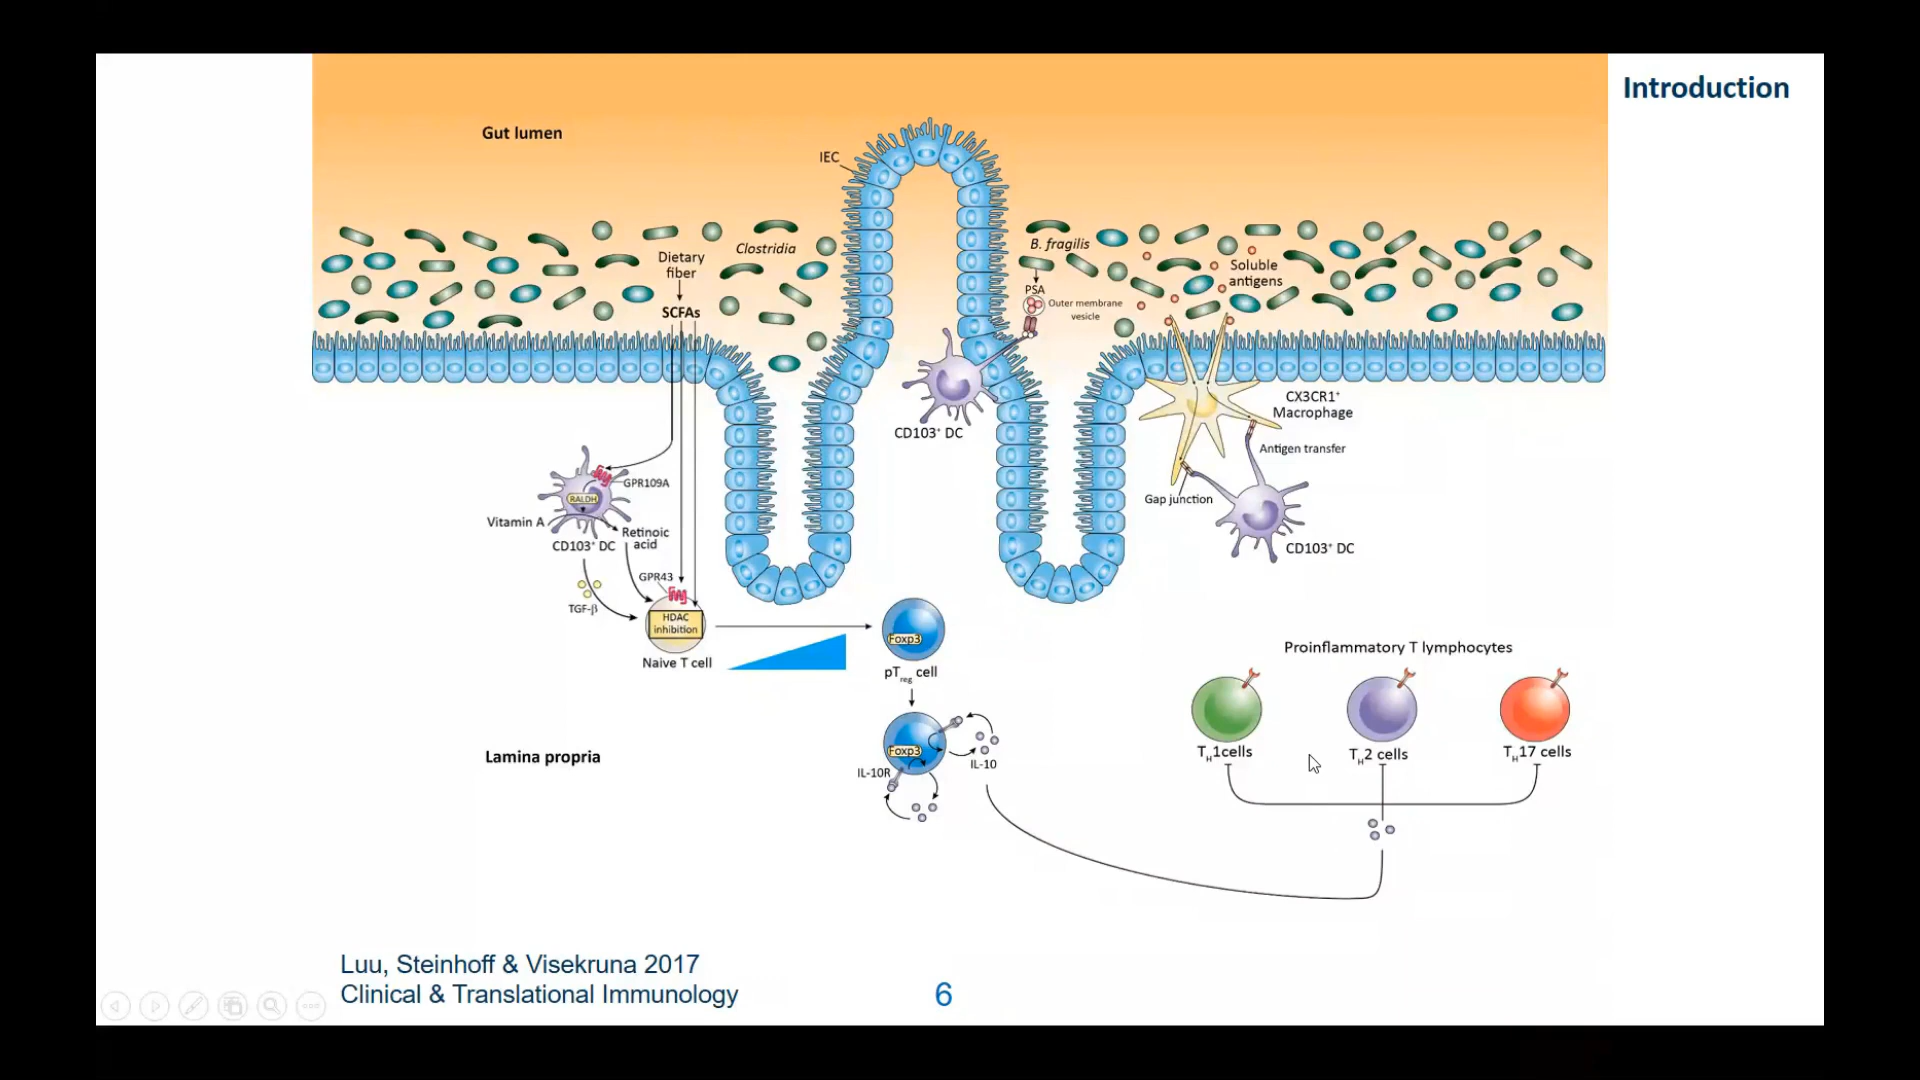 Introduction
Gut lumen
IEC
Clostridia
Dietary
fiber
SCFAs
B. fragilis
PSA
Outer membrane
vesicle
Soluble
antigens
CX3CR1⁺
Macrophage
Antigen transfer
Gap junction
CD103⁺ DC
CD103⁺ DC
GPR109A
RALDH
Vitamin A
Retinoic
acid
CD103⁺ DC
GPR43
TGF-β
HDAC
inhibition
Naive T cell
Foxp3
pTreg cell
Foxp3
IL-10R
IL-10
Proinflammatory T lymphocytes
TH1cells
TH2 cells
TH17 cells
Lamina propria
Luu, Steinhoff & Visekruna 2017
Clinical & Translational Immunology
6